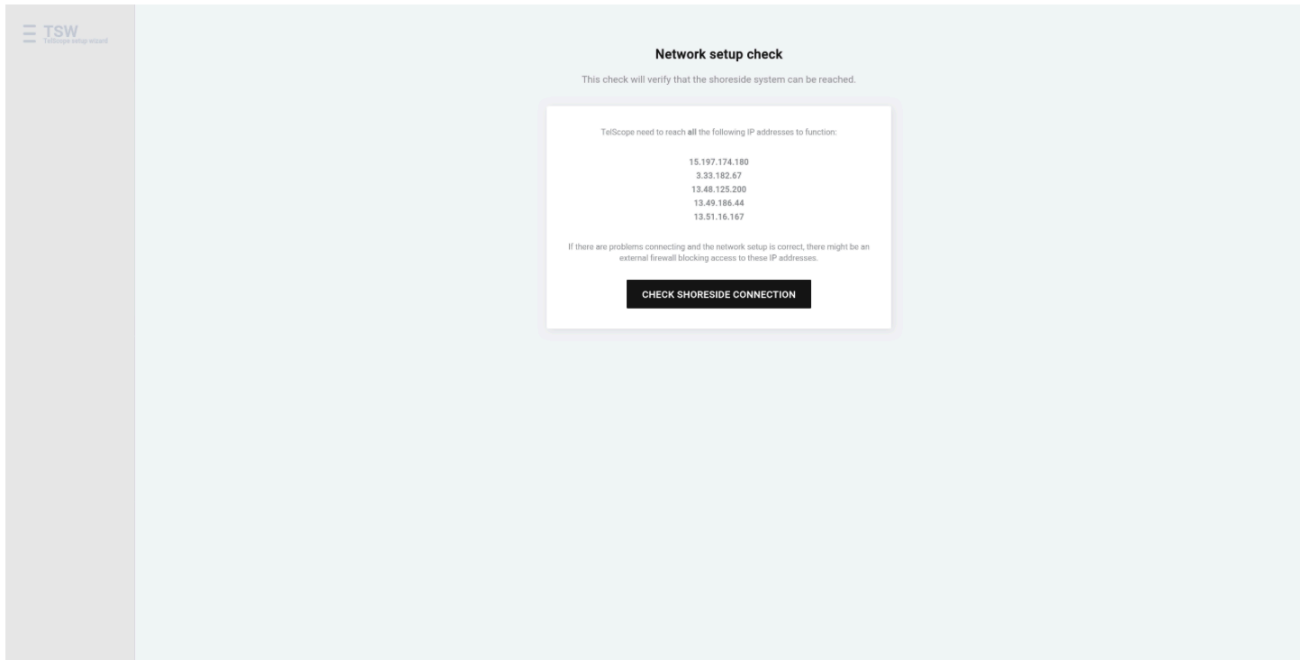 TSW
TelScope setup wizard
Network setup check
This check will verify that the shoreside system can be reached.
TelScope need to reach all the following IP addresses to function:
15.197.174.180
3.33.182.67
13.48.125.200
13.49.186.44
13.51.16.167
If there are problems connecting and the network setup is correct, there might be an
external firewall blocking access to these IP addresses.
CHECK SHORESIDE CONNECTION